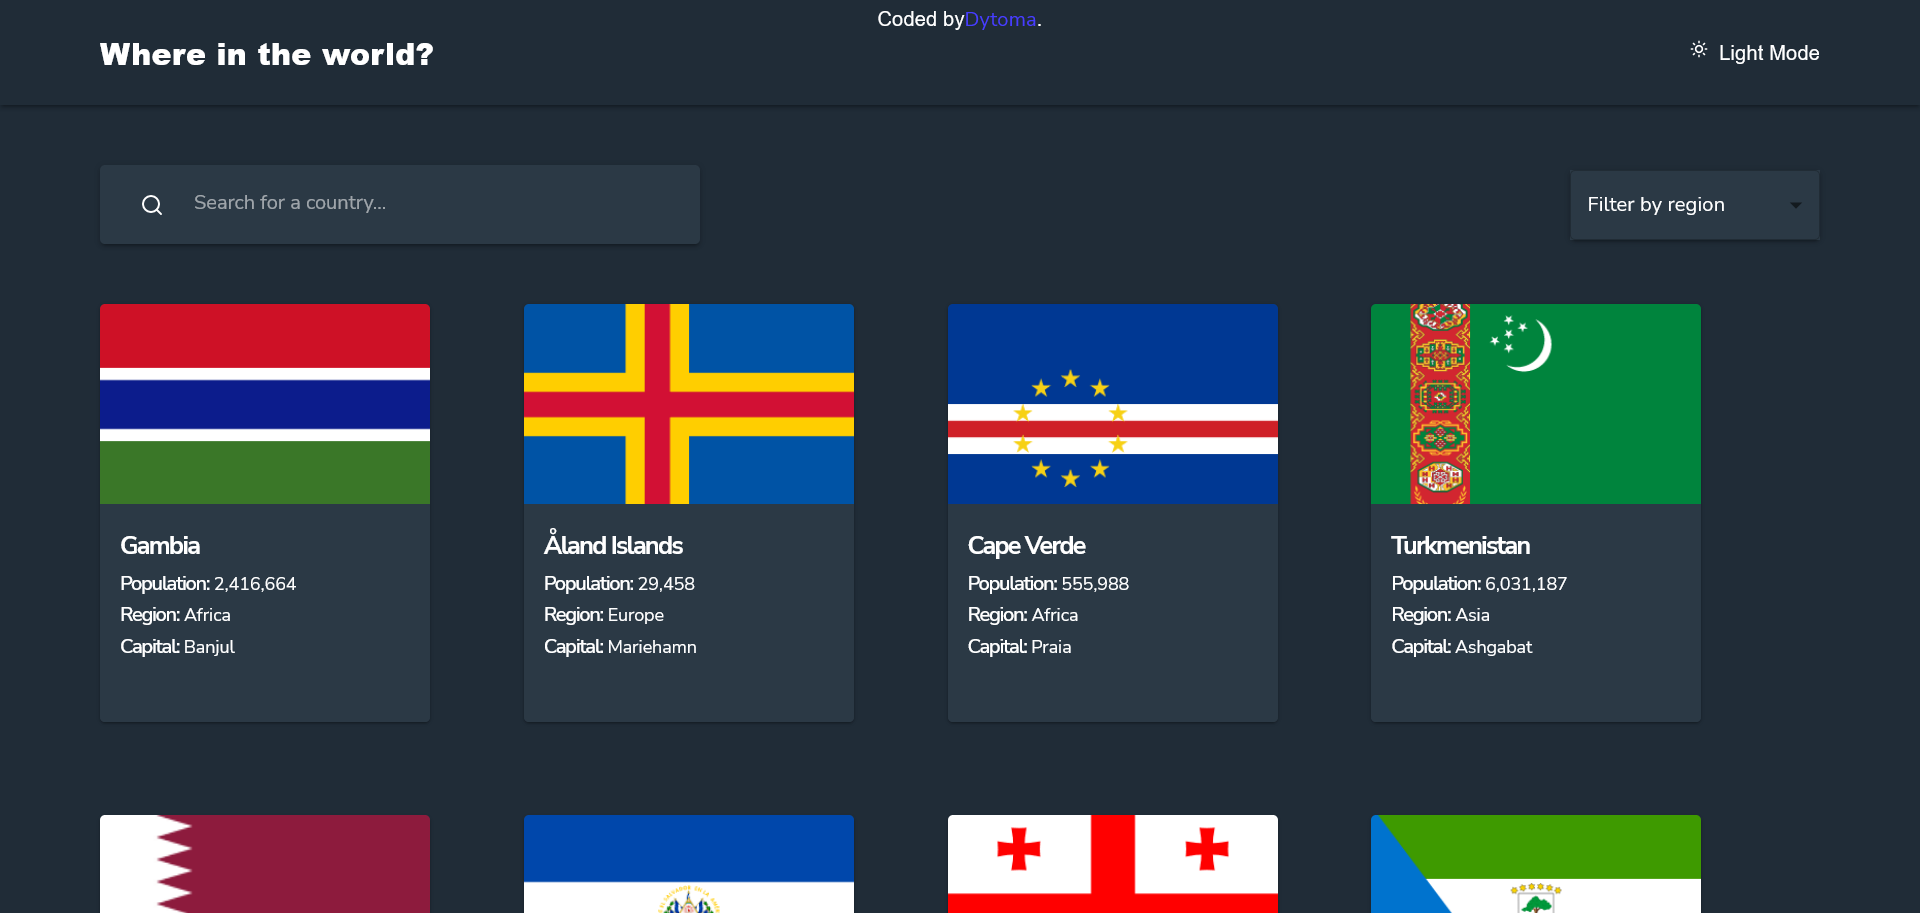 Coded byDytoma.
Where in the world?
Light Mode
Search for a country...
Filter by region
Gambia
Population: 2,416,664
Region: Africa
Capital: Banjul
Åland Islands
Population: 29,458
Region: Europe
Capital: Mariehamn
Cape Verde
Population: 555,988
Region: Africa
Capital: Praia
Turkmenistan
Population: 6,031,187
Region: Asia
Capital: Ashgabat